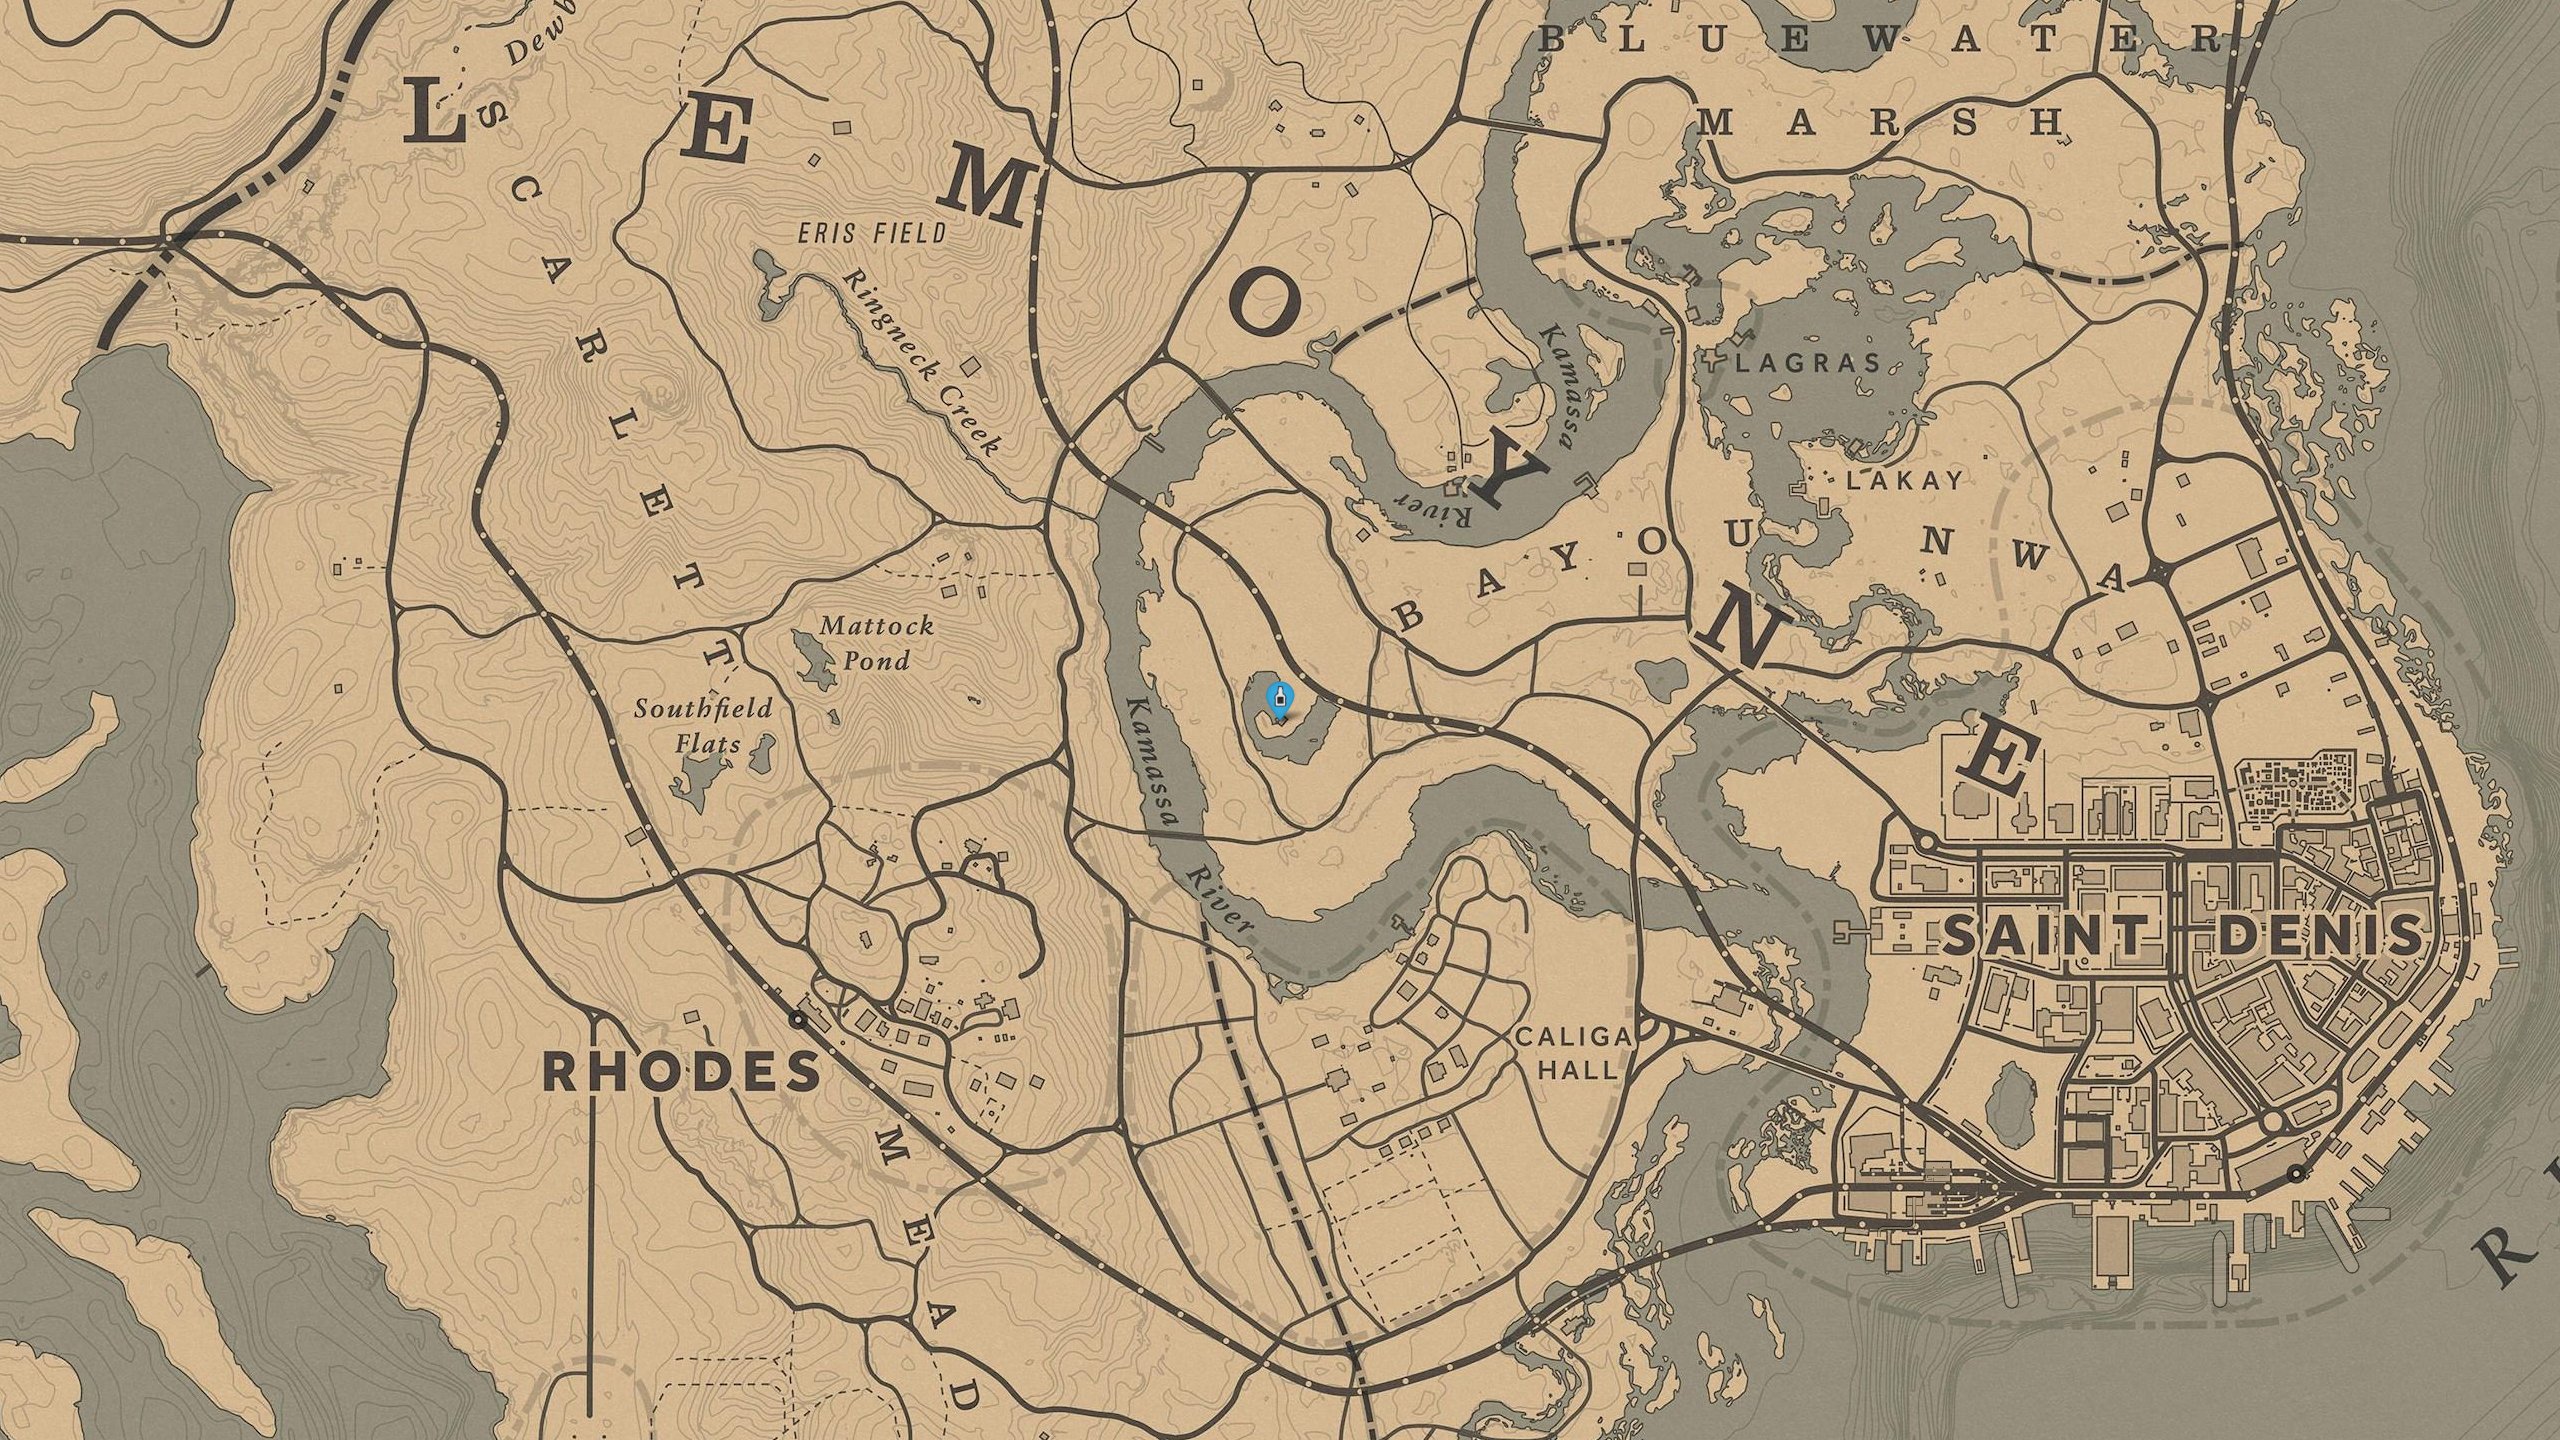 Dewb
BLUEWATER
MARSH
LEMOYNE
SCARLETT
MEAD
ERIS FIELD
Ringneck Creek
Kamassa
River
LAGRAS
LAKAY
BAYOU NWA
Mattock
Pond
Southfield
Flats
Kamassa
River
SAINT DENIS
CALIGA
HALL
RHODES
R